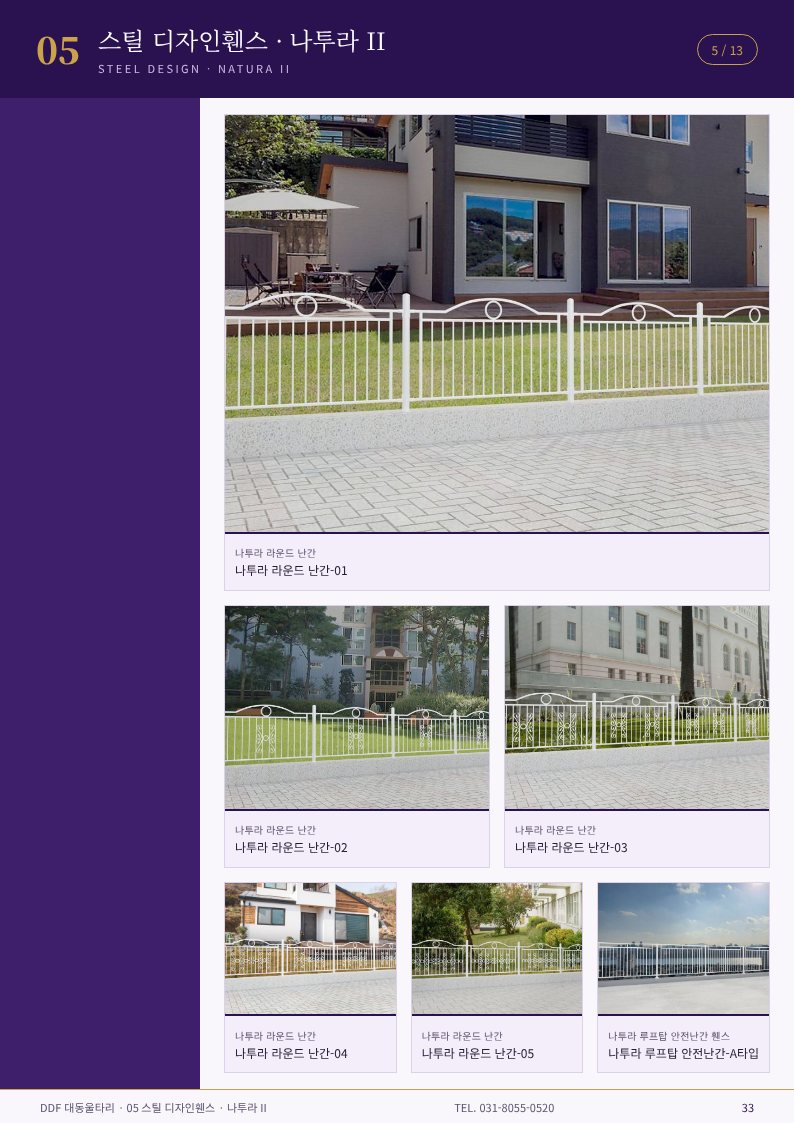 05
스틸 디자인휀스 · 나투라 II
STEEL DESIGN · NATURA II
5 / 13
나투라 라운드 난간
나투라 라운드 난간-01
나투라 라운드 난간
나투라 라운드 난간-02
나투라 라운드 난간
나투라 라운드 난간-03
나투라 라운드 난간
나투라 라운드 난간-04
나투라 라운드 난간
나투라 라운드 난간-05
나투라 루프탑 안전난간 휀스
나투라 루프탑 안전난간-A타입
DDF 대동울타리 · 05 스틸 디자인휀스 · 나투라 II
TEL. 031-8055-0520
33